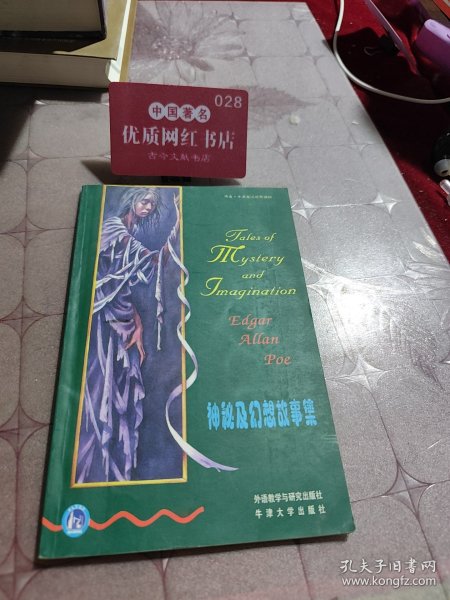 028
中国著名
优质网红书店
古今文献书店
Tales of
Mystery
and
Imagination
Edgar
Allan
Poe
神秘及幻想故事集
外语教学与研究出版社
牛津大学出版社
孔夫子旧书网
www.kongfz.com